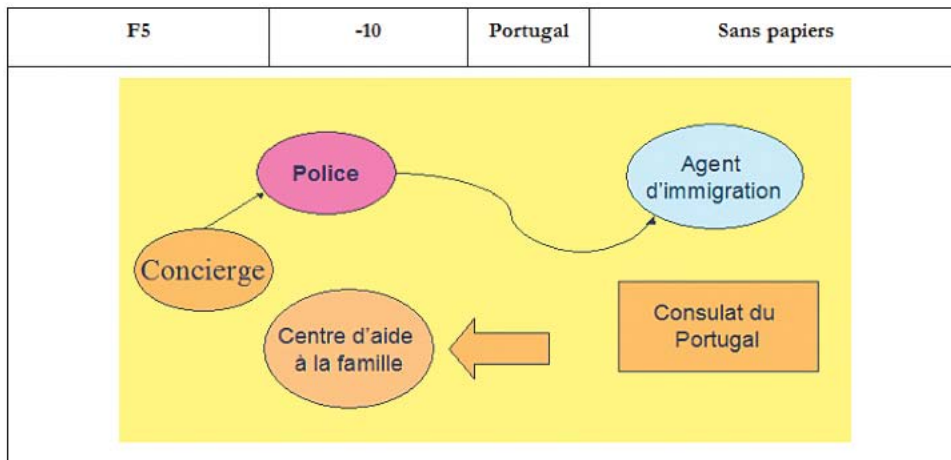 F5 -10 Portugal Sans papiers
Police
Agent
d'immigration
Concierge
Centre d'aide
à la famille
Consulat du
Portugal